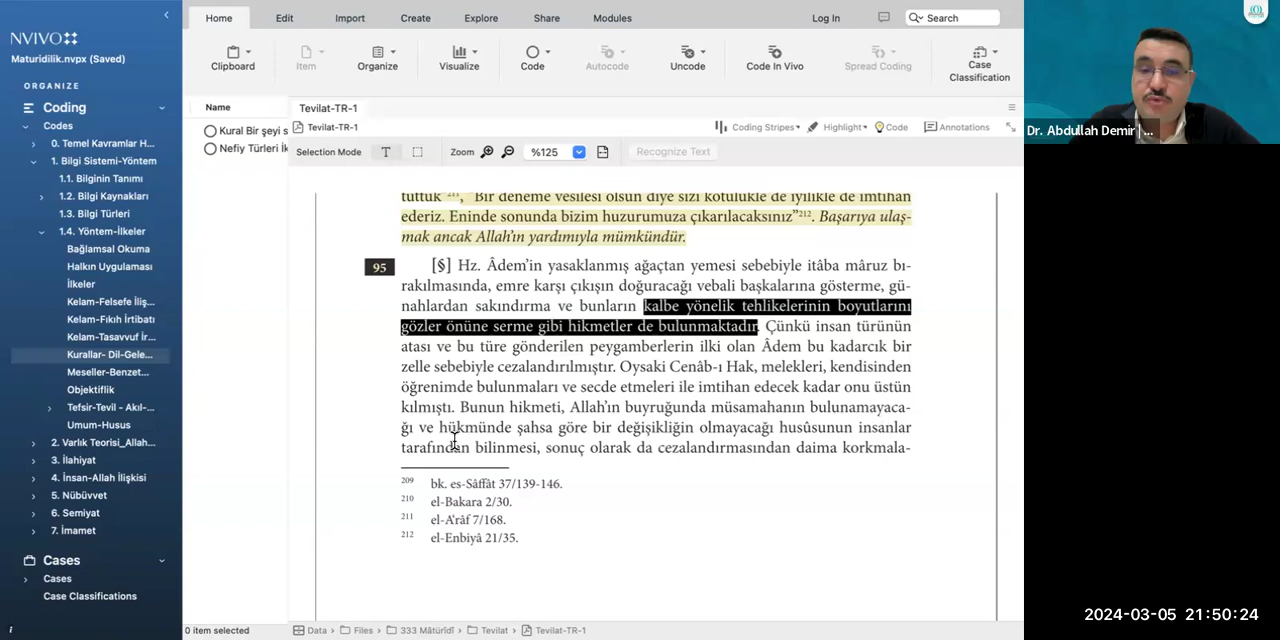 Home
Edit
Import
Create
Explore
Share
Modules
Log In
Search
NVIVO
Maturidilik.nvpx (Saved)
Clipboard
Item
Organize
Visualize
Code
Autocode
Uncode
Code In Vivo
Spread Coding
Case
Classification
ORGANIZE
Coding
Codes
0. Temel Kavramlar H...
1. Bilgi Sistemi-Yöntem
1.1. Bilginin Tanımı
1.2. Bilgi Kaynakları
1.3. Bilgi Türleri
1.4. Yöntem-İlkeler
Bağlamsal Okuma
Halkın Uygulaması
İlkeler
Kelam-Felsefe İliş...
Kelam-Fıkıh İrtibatı
Kelam-Tasavvuf İr...
Kurallar- Dil-Gele...
Meseller-Benzet...
Objektiflik
Tefsir-Tevil - Akıl-...
Umum-Husus
2. Varlık Teorisi_Allah...
3. İlahiyat
4. İnsan-Allah İlişkisi
5. Nübüvvet
6. Semiyat
7. İmamet
Cases
Cases
Case Classifications
Name
Kural Bir şeyi s
Nefiy Türleri İk
0 item selected
Tevilat-TR-1
Tevilat-TR-1
Coding Stripes
Highlight
Code
Annotations
Selection Mode
T
Zoom
%125
Recognize Text
tuttuk”211, “Bir deneme vesilesi olsun diye sizi kötülükle de iyilikle de imtihan
ederiz. Eninde sonunda bizim huzurumuza çıkarılacaksınız”212. Başarıya ulaş-
mak ancak Allah’ın yardımıyla mümkündür.
95
[§] Hz. Âdem’in yasaklanmış ağaçtan yemesi sebebiyle itâba mâruz bı-
rakılmasında, emre karşı çıkışın doğuracağı vebali başkalarına gösterme, gü-
nahlardan sakındırma ve bunların kalbe yönelik tehlikelerinin boyutlarını
gözler önüne serme gibi hikmetler de bulunmaktadır. Çünkü insan türünün
atası ve bu türe gönderilen peygamberlerin ilki olan Âdem bu kadarcık bir
zelle sebebiyle cezalandırılmıştır. Oysaki Cenâb-ı Hak, melekleri, kendisinden
öğrenimde bulunmaları ve secde etmeleri ile imtihan edecek kadar onu üstün
kılmıştı. Bunun hikmeti, Allah’ın buyruğunda müsamahanın bulunamayaca-
ğı ve hükmünde şahsa göre bir değişikliğin olmayacağı husûsunun insanlar
tarafından bilinmesi, sonuç olarak da cezalandırmasından daima korkmala-
209 bk. es-Sâffât 37/139-146.
210 el-Bakara 2/30.
211 el-A‘râf 7/168.
212 el-Enbiyâ 21/35.
Data
Files
333 Mâtürîdî
Tevilat
Tevilat-TR-1
Dr. Abdullah Demir | ...
2024-03-05 21:50:24